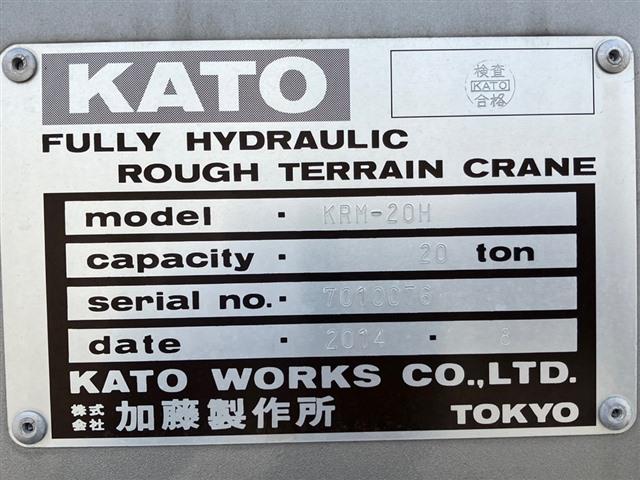 KATO
検査
KATO
合格
FULLY HYDRAULIC
ROUGH TERRAIN CRANE
model · KRM-20H
capacity · 20 ton
serial no. · 7010076
date · 2014 · 8
KATO WORKS CO.,LTD.
株式会社 加藤製作所 TOKYO